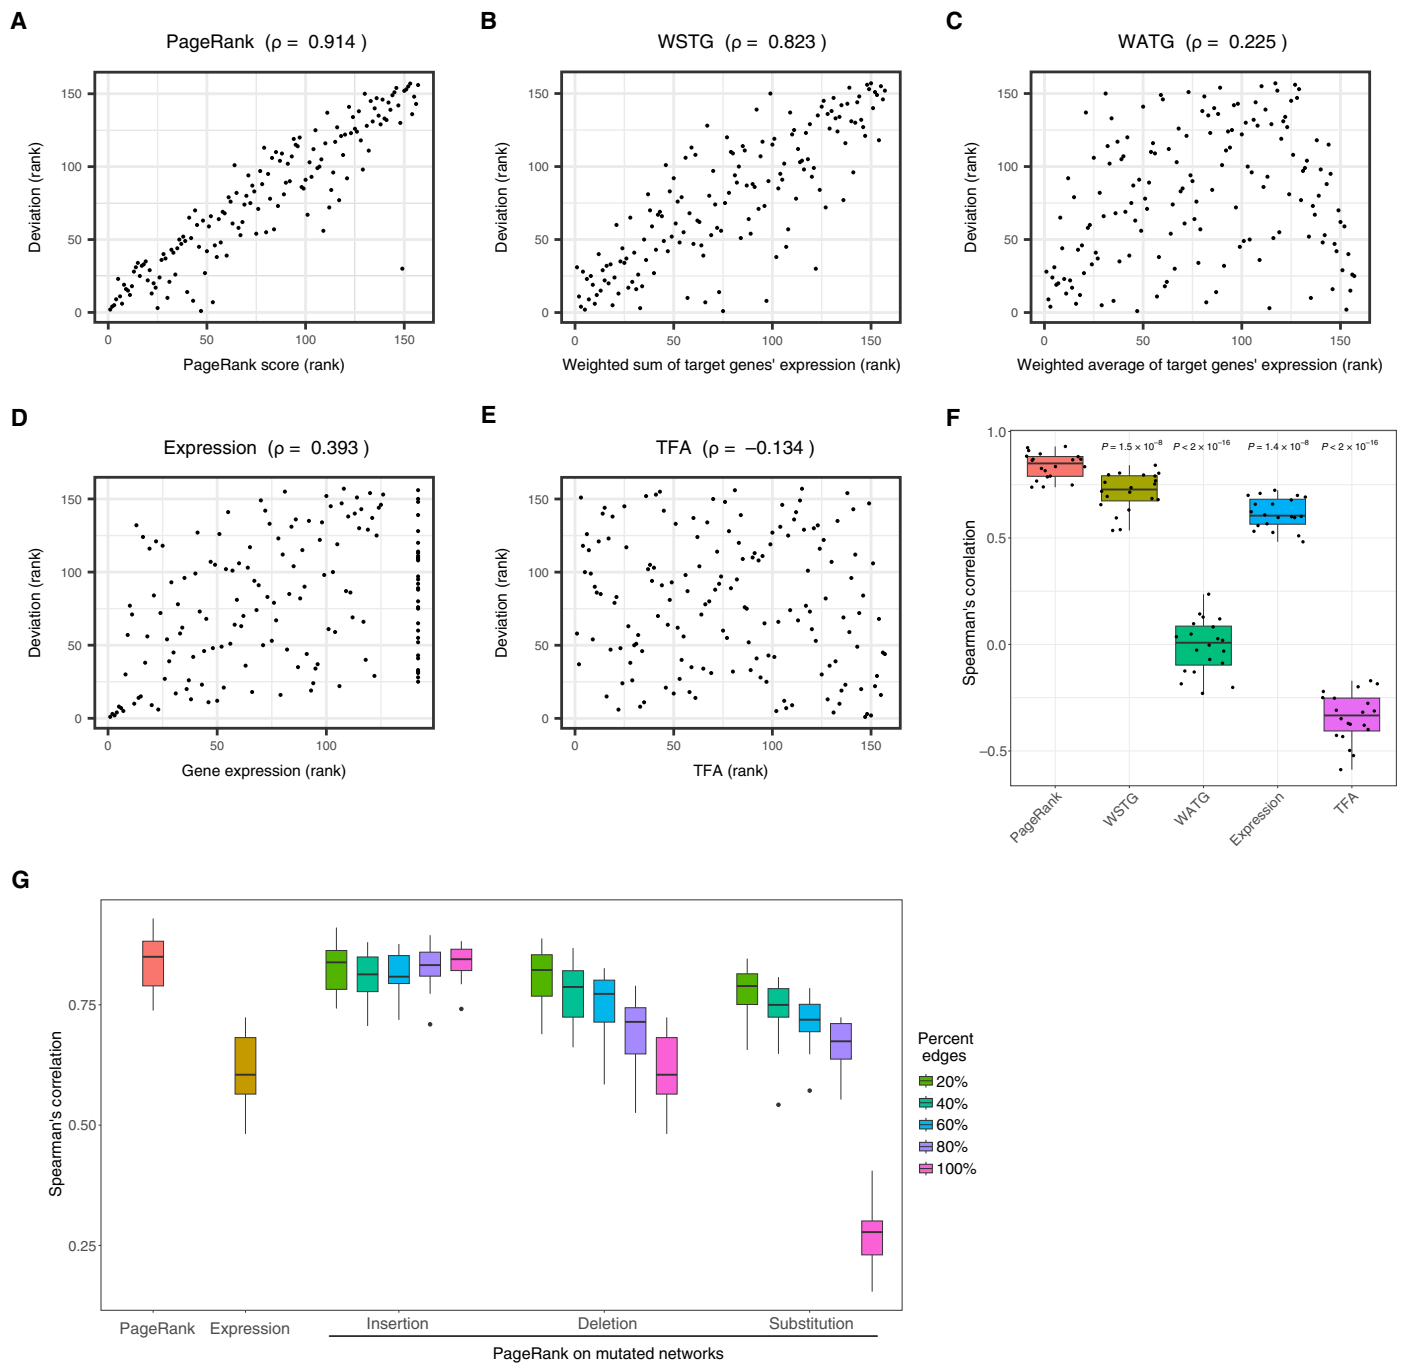 A
PageRank (ρ = 0.914 )
Deviation (rank)
150
100
50
0
0 50 100 150
PageRank score (rank)
B
WSTG (ρ = 0.823 )
Deviation (rank)
150
100
50
0
0 50 100 150
Weighted sum of target genes' expression (rank)
C
WATG (ρ = 0.225 )
Deviation (rank)
150
100
50
0
0 50 100 150
Weighted average of target genes' expression (rank)
D
Expression (ρ = 0.393 )
Deviation (rank)
150
100
50
0
0 50 100
Gene expression (rank)
E
TFA (ρ = −0.134 )
Deviation (rank)
150
100
50
0
0 50 100 150
TFA (rank)
F
Spearman's correlation
1.0
0.5
0.0
−0.5
P = 1.5 × 10⁻⁸ P < 2 × 10⁻¹⁶ P = 1.4 × 10⁻⁸ P < 2 × 10⁻¹⁶
PageRank WSTG WATG Expression TFA
G
Spearman's correlation
0.75
0.50
0.25
PageRank Expression Insertion Deletion Substitution
PageRank on mutated networks
Percent
edges
20%
40%
60%
80%
100%